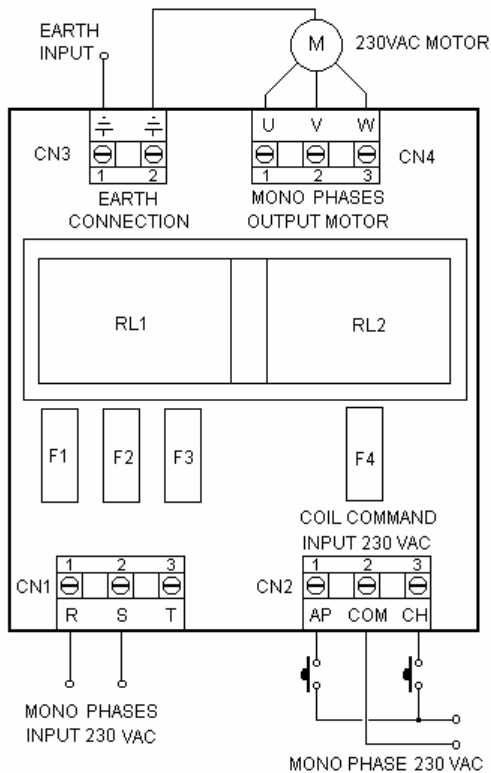 EARTH
INPUT
M
230VAC MOTOR
U V W
CN3
CN4
1 2
1 2 3
EARTH
CONNECTION
MONO PHASES
OUTPUT MOTOR
RL1
RL2
F1
F2
F3
F4
COIL COMMAND
INPUT 230 VAC
1 2 3
1 2 3
CN1
CN2
R S T
AP COM CH
MONO PHASES
INPUT 230 VAC
MONO PHASE 230 VAC